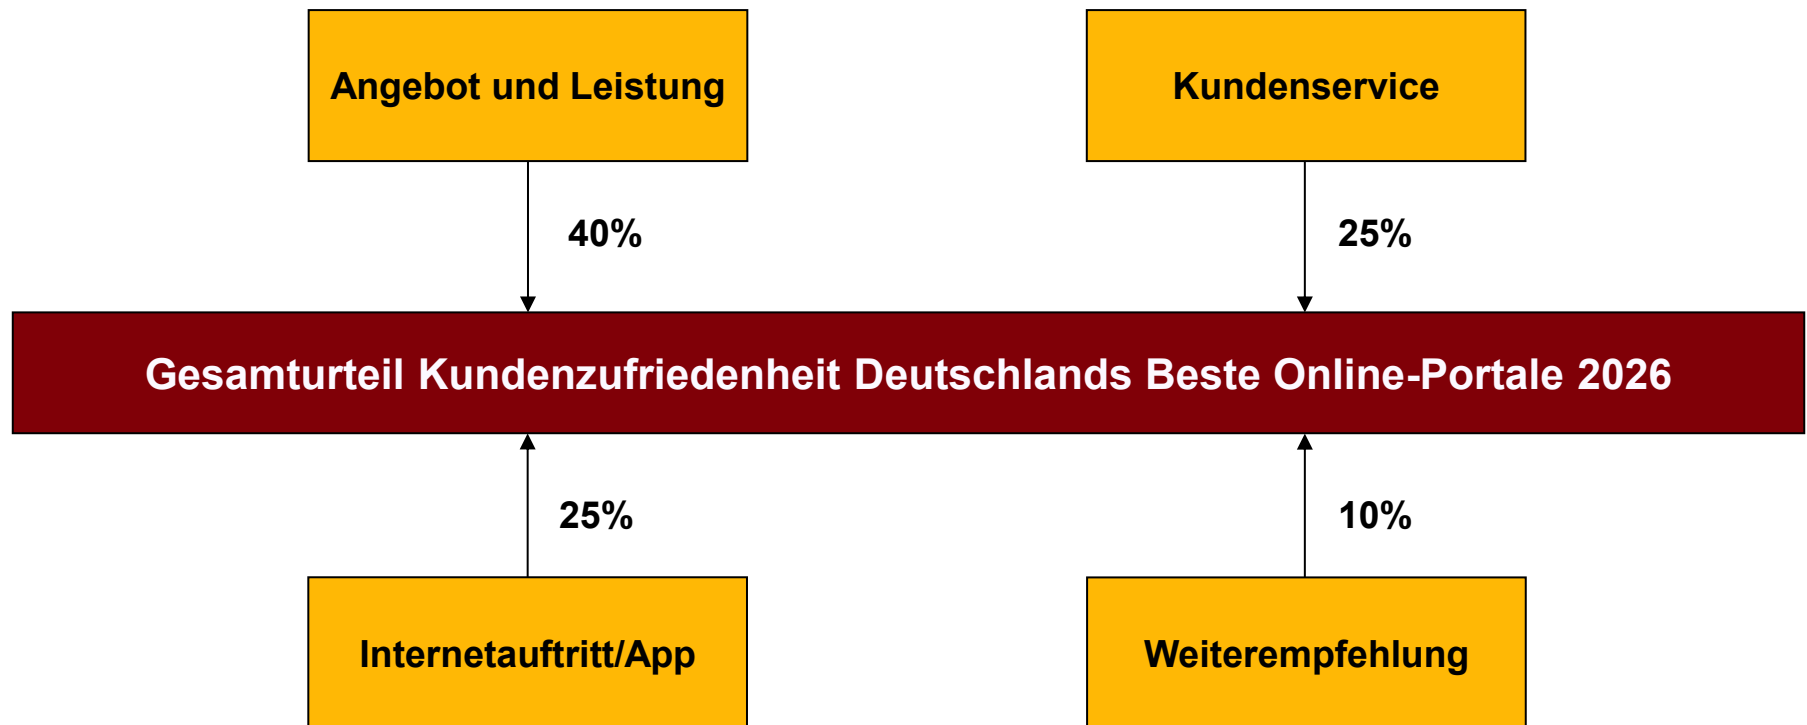 Angebot und Leistung
Kundenservice
40%
25%
Gesamturteil Kundenzufriedenheit Deutschlands Beste Online-Portale 2026
25%
10%
Internetauftritt/App
Weiterempfehlung